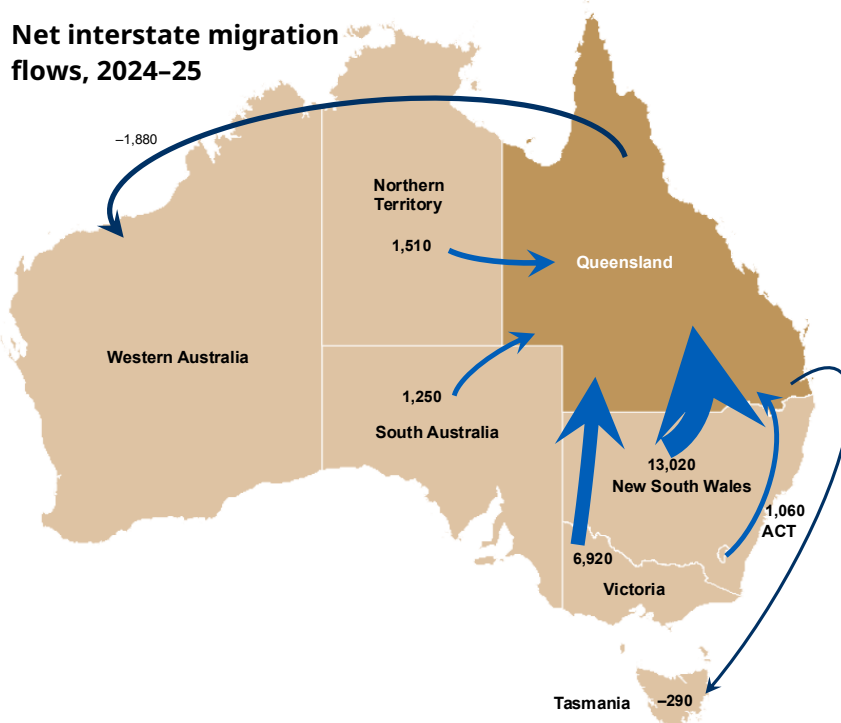 Net interstate migration
flows, 2024–25
–1,880
Northern
Territory
1,510
Queensland
Western Australia
1,250
South Australia
13,020
New South Wales
1,060
ACT
6,920
Victoria
Tasmania
–290